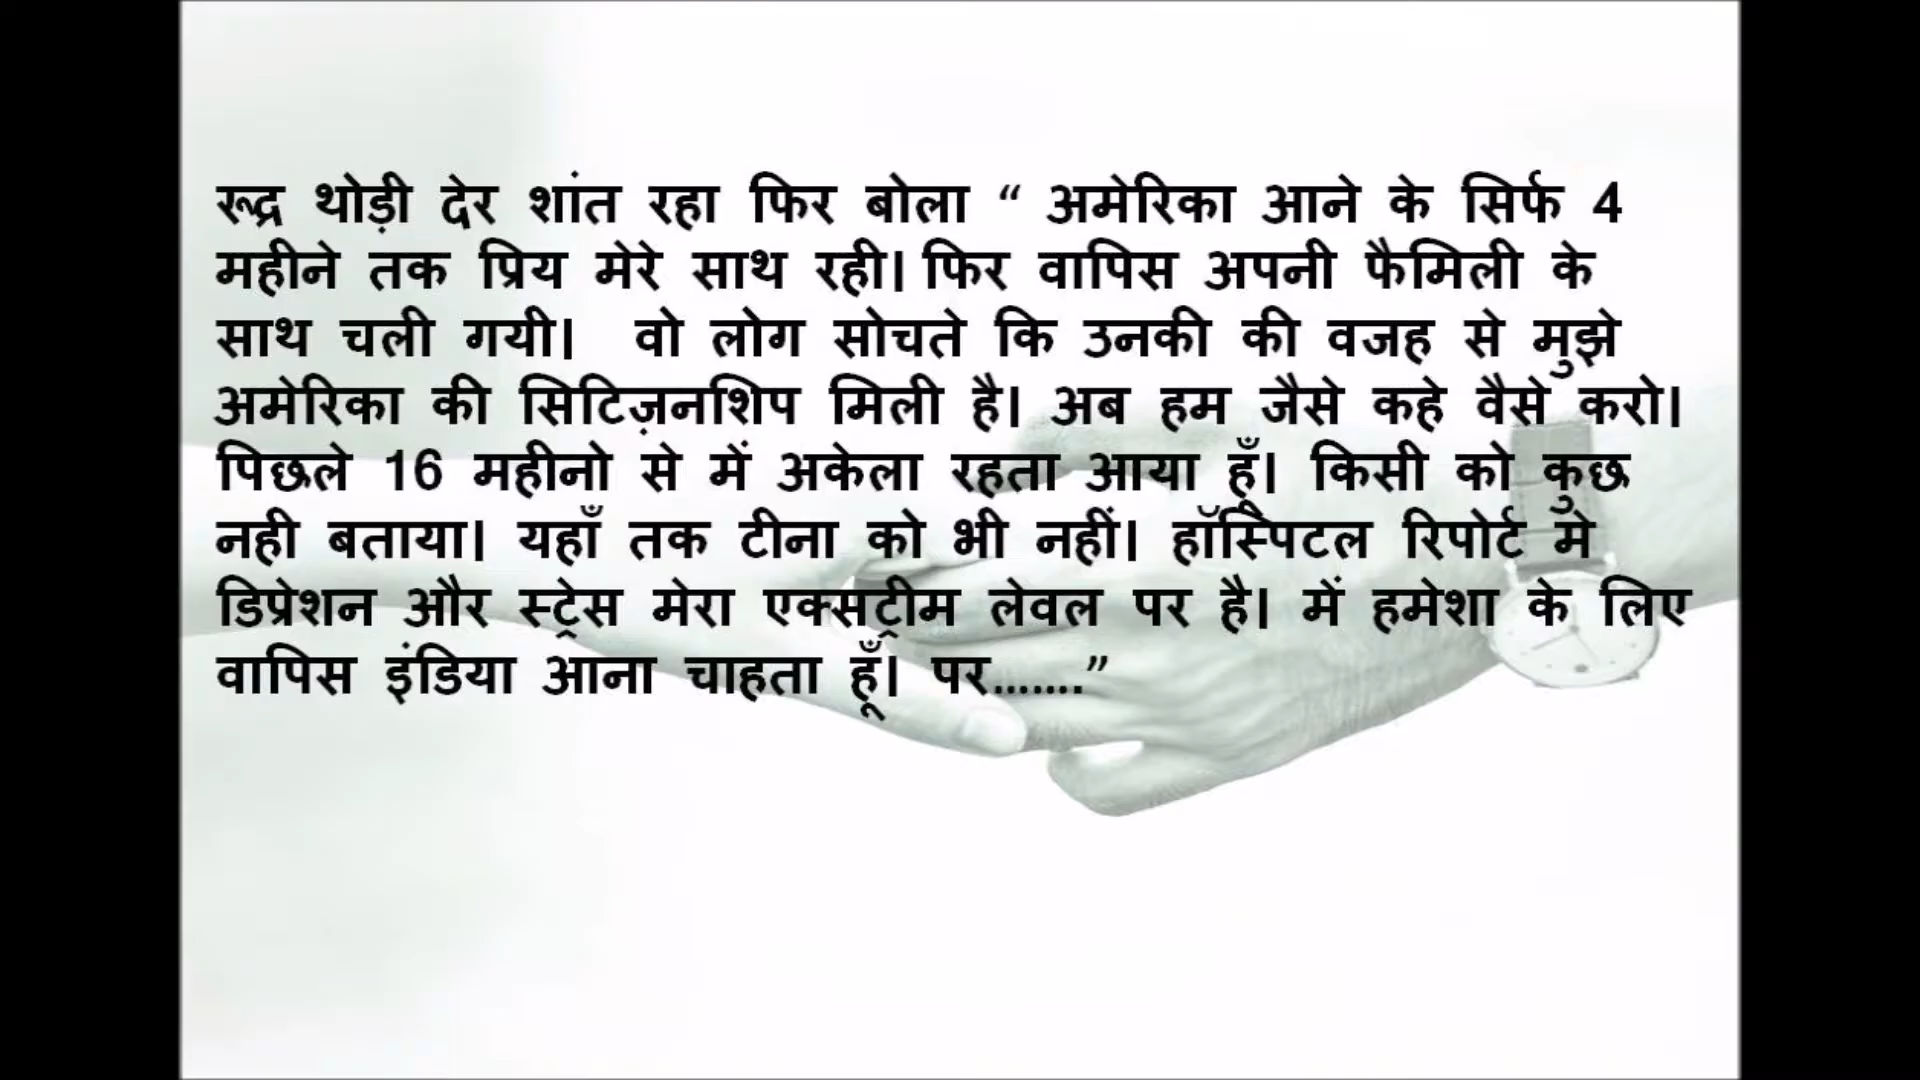 रूद्र थोड़ी देर शांत रहा फिर बोला “ अमेरिका आने के सिर्फ 4
महीने तक प्रिय मेरे साथ रही। फिर वापिस अपनी फैमिली के
साथ चली गयी। वो लोग सोचते कि उनकी की वजह से मुझे
अमेरिका की सिटिज़नशिप मिली है। अब हम जैसे कहे वैसे करो।
पिछले 16 महीनो से में अकेला रहता आया हूँ। किसी को कुछ
नही बताया। यहाँ तक टीना को भी नहीं। हॉस्पिटल रिपोर्ट मे
डिप्रेशन और स्ट्रेस मेरा एक्सट्रीम लेवल पर है। में हमेशा के लिए
वापिस इंडिया आना चाहता हूँ। पर.......”